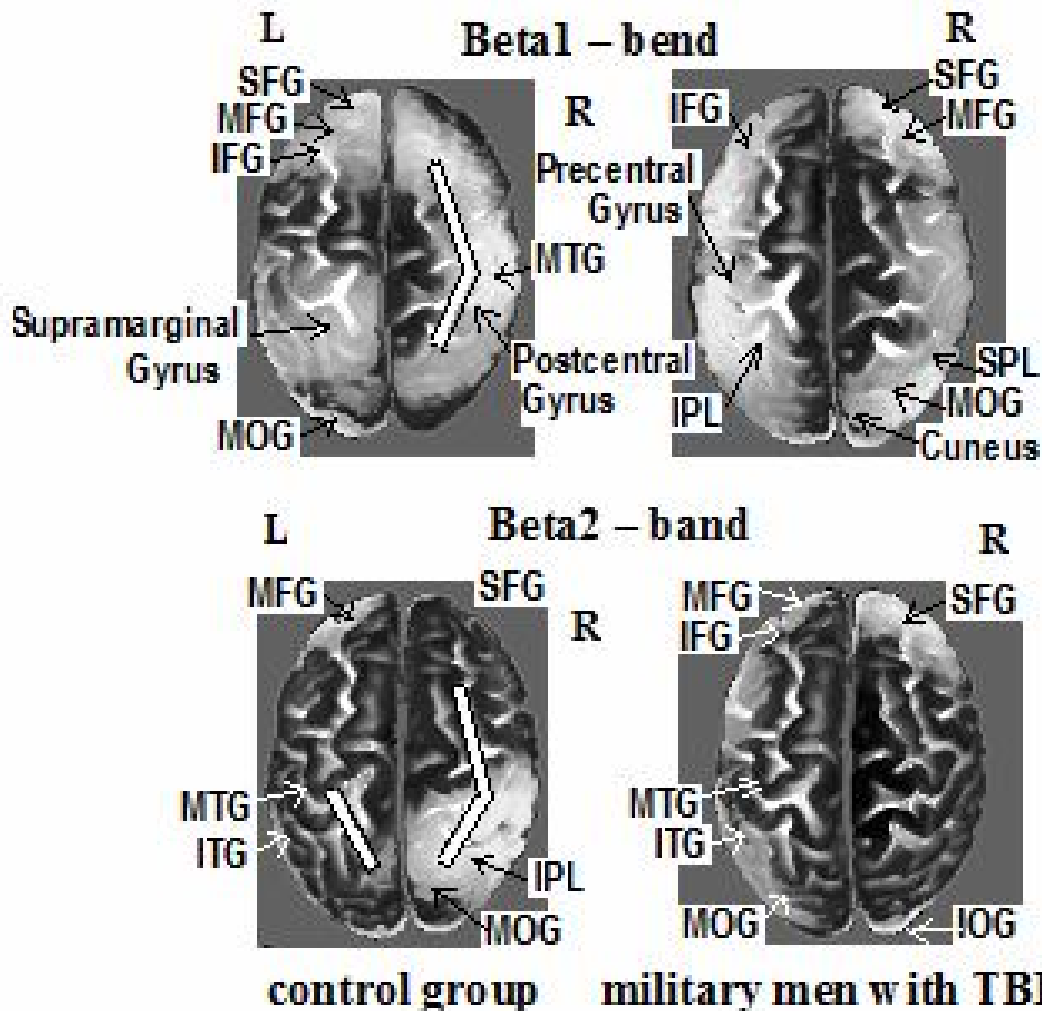 L
Beta1 – bend
R
SFG
MFG
IFG
R
MTG
Supramarginal
Gyrus
Postcentral
Gyrus
MOG
SFG
IFG
MFG
Precentral
Gyrus
SPL
IPL
MOG
Cuneus
L
Beta2 – band
R
MFG
SFG
R
MTG
ITG
IPL
MOG
MFG
IFG
SFG
MTG
ITG
MOG
IOG
control group
military men with TBI